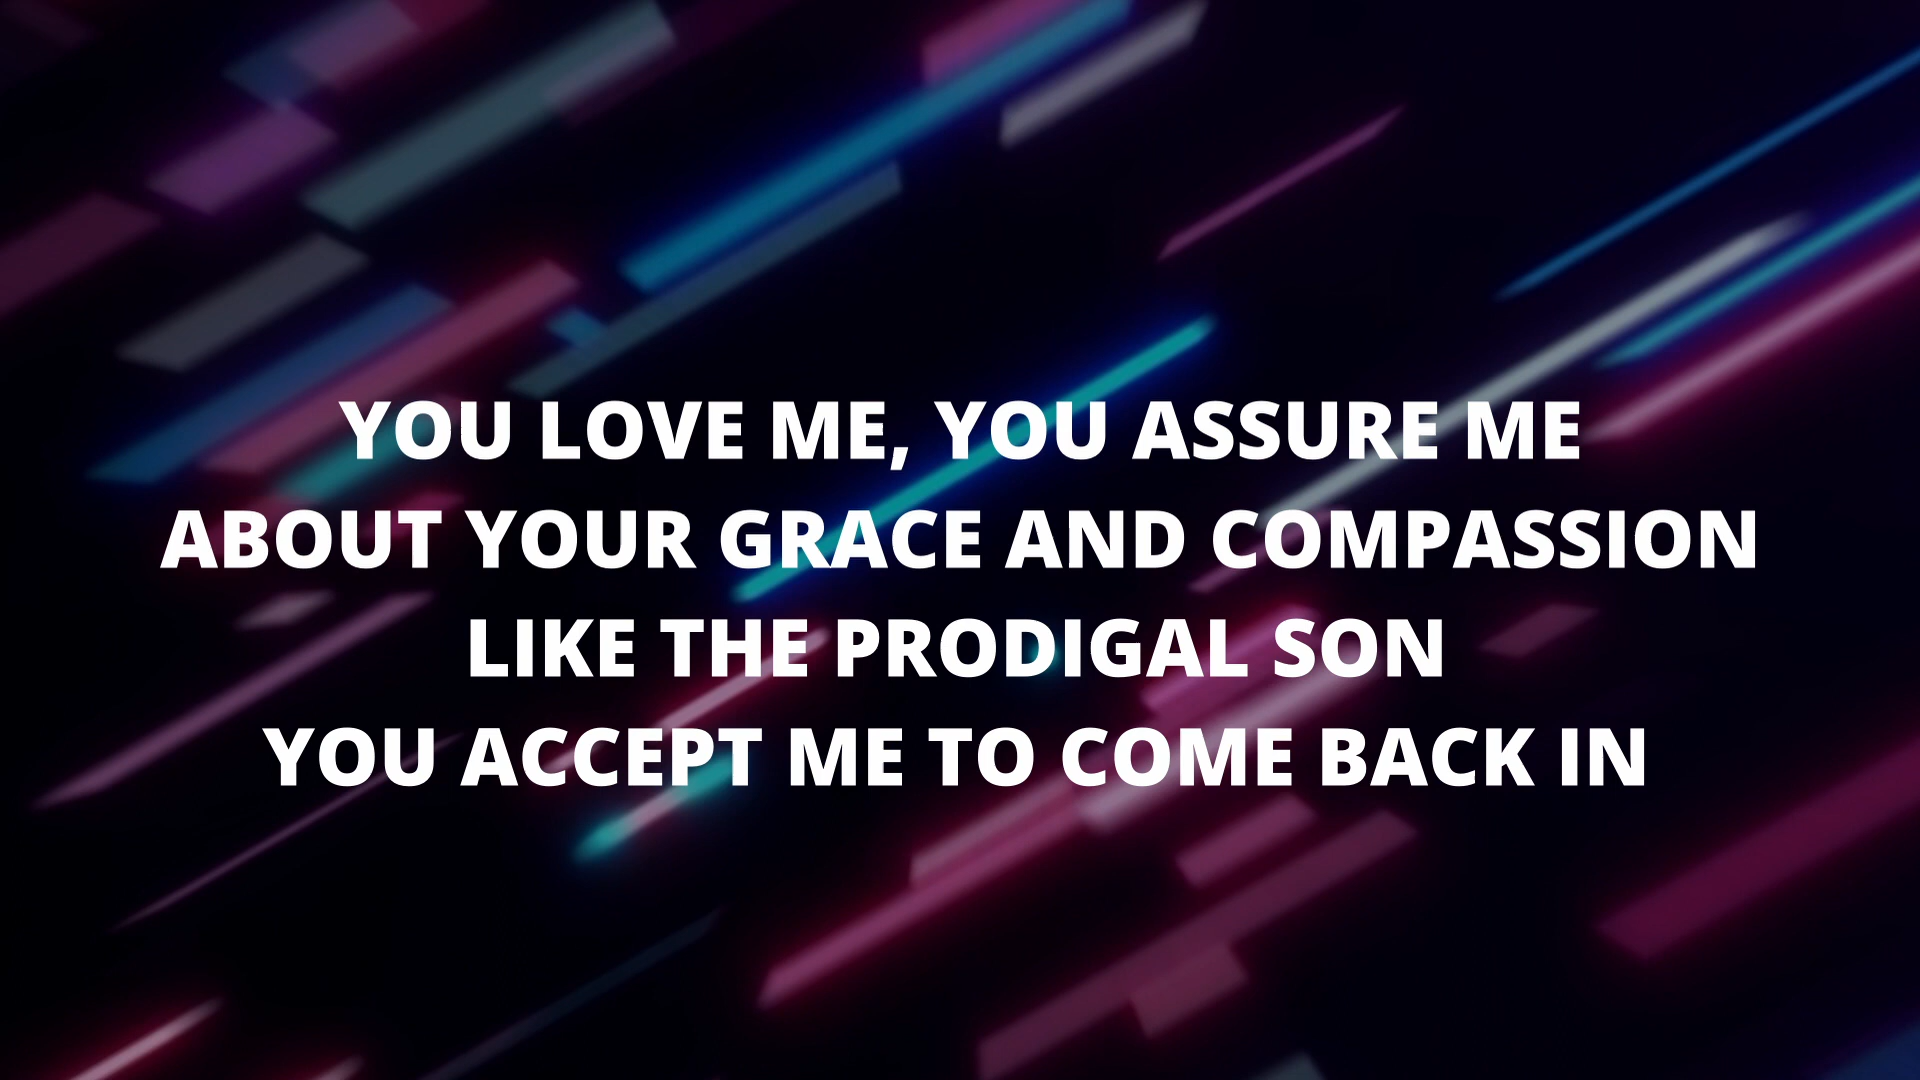 YOU LOVE ME, YOU ASSURE ME
ABOUT YOUR GRACE AND COMPASSION
LIKE THE PRODIGAL SON
YOU ACCEPT ME TO COME BACK IN